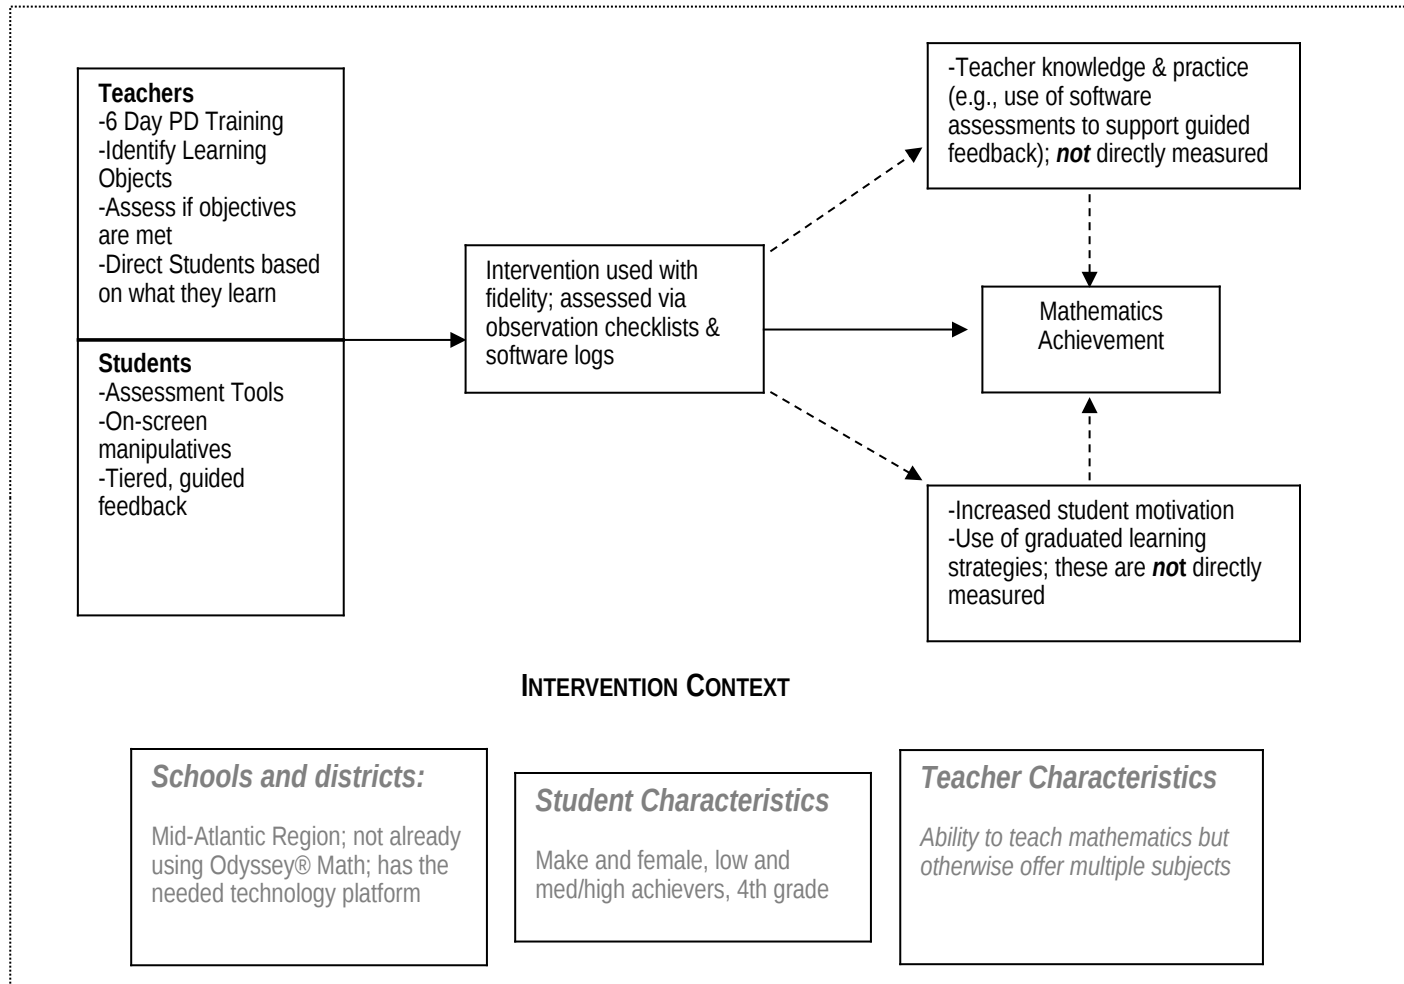 Teachers
-6 Day PD Training
-Identify Learning
Objects
-Assess if objectives
are met
-Direct Students based
on what they learn
Students
-Assessment Tools
-On-screen
manipulatives
-Tiered, guided
feedback
Intervention used with
fidelity; assessed via
observation checklists &
software logs
-Teacher knowledge & practice
(e.g., use of software
assessments to support guided
feedback); not directly measured
Mathematics
Achievement
-Increased student motivation
-Use of graduated learning
strategies; these are not directly
measured
INTERVENTION CONTEXT
Schools and districts:
Mid-Atlantic Region; not already
using Odyssey® Math; has the
needed technology platform
Student Characteristics
Make and female, low and
med/high achievers, 4th grade
Teacher Characteristics
Ability to teach mathematics but
otherwise offer multiple subjects